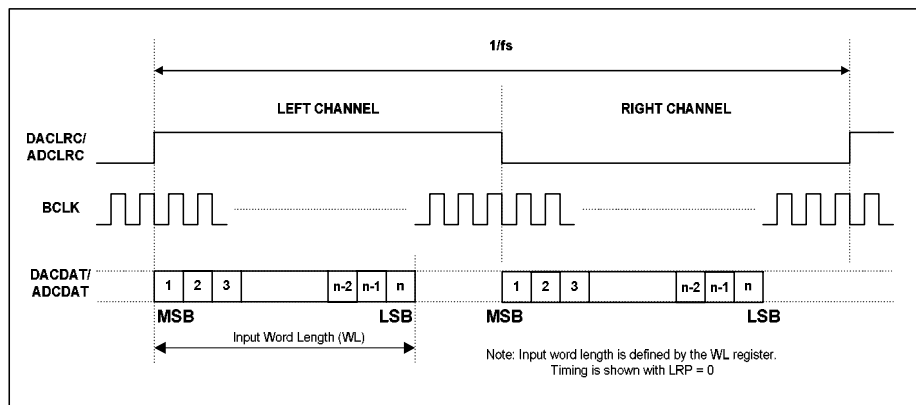 1/fs
LEFT CHANNEL
RIGHT CHANNEL
DACLRC/
ADCLRC
BCLK
DACDAT/
ADCDAT
1 2 3 n-2 n-1 n 1 2 3 n-2 n-1 n
MSB LSB MSB LSB
Input Word Length (WL)
Note: Input word length is defined by the WL register.
Timing is shown with LRP = 0